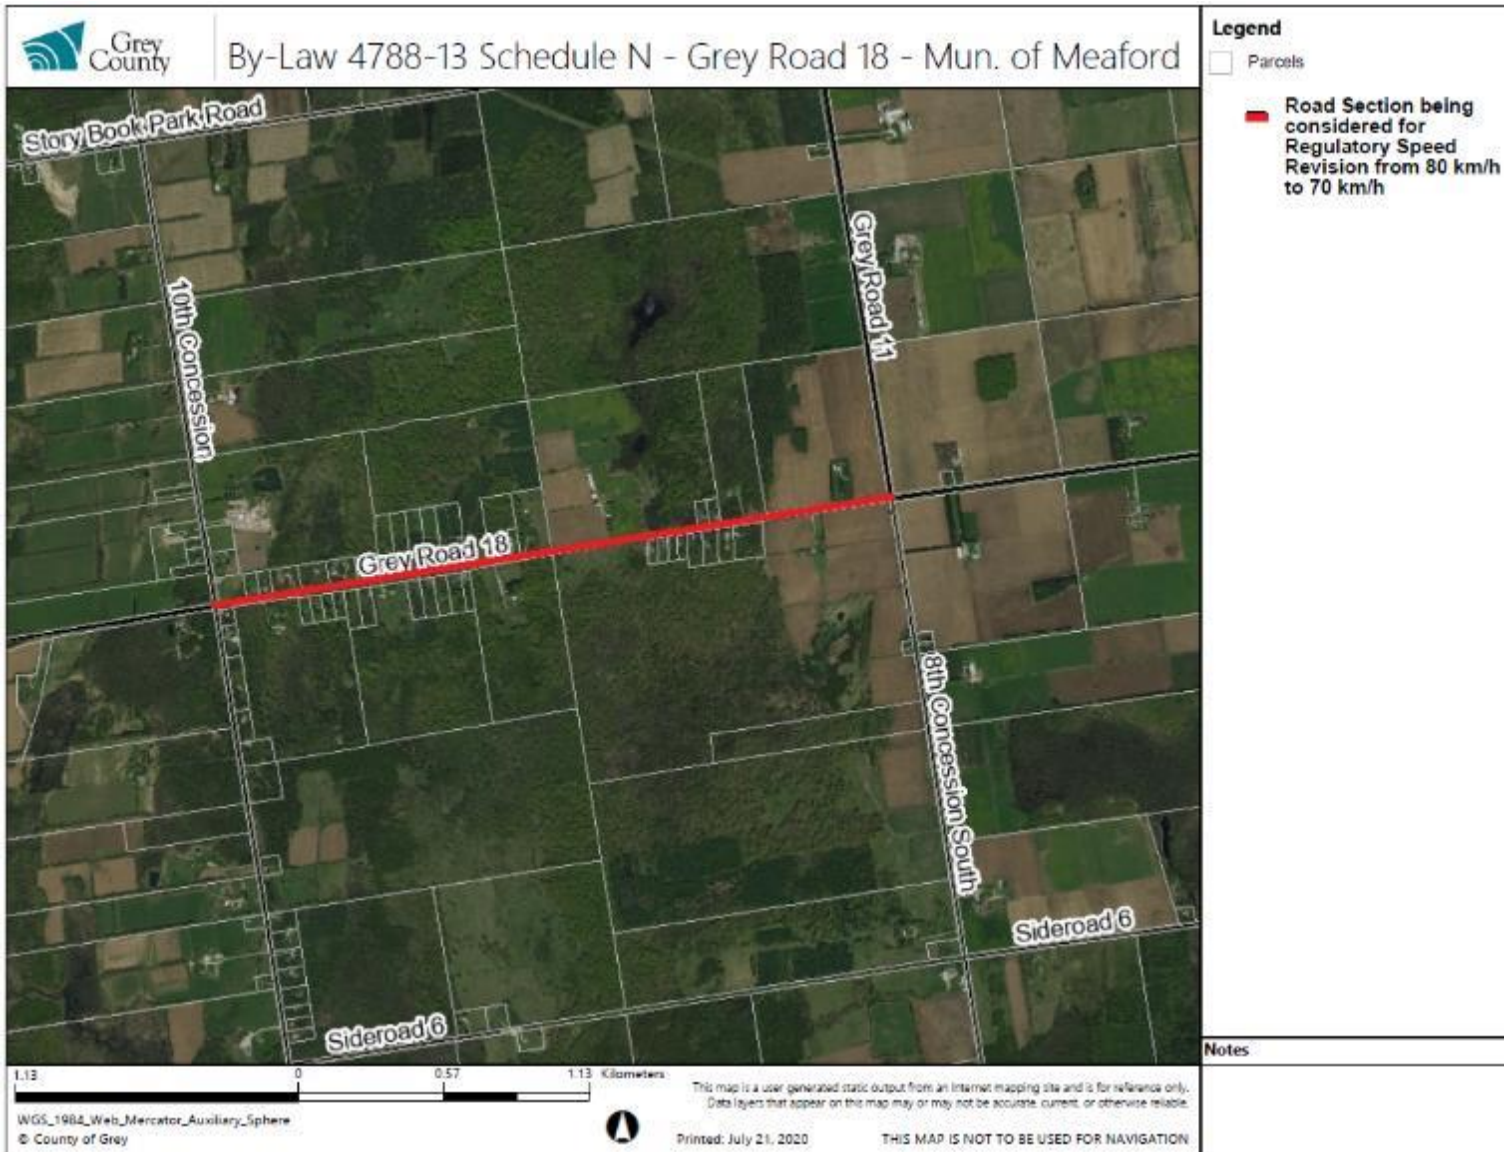 Grey
County
By-Law 4788-13 Schedule N - Grey Road 18 - Mun. of Meaford
Legend
Parcels
Road Section being
considered for
Regulatory Speed
Revision from 80 km/h
to 70 km/h
Story Book Park Road
10th Concession
Grey Road 11
Grey Road 18
8th Concession South
Sideroad 6
Sideroad 6
Notes
1.13 0 0.57 1.13 Kilometers
WGS_1984_Web_Mercator_Auxiliary_Sphere
© County of Grey
This map is a user generated static output from an Internet mapping site and is for reference only.
Data layers that appear on this map may or may not be accurate, current, or otherwise reliable.
Printed: July 21, 2020
THIS MAP IS NOT TO BE USED FOR NAVIGATION